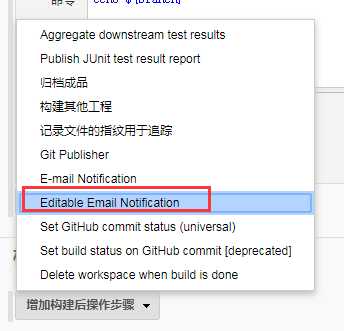 命令
Aggregate downstream test results
Publish JUnit test result report
归档成品
构建其他工程
记录文件的指纹用于追踪
Git Publisher
E-mail Notification
Editable Email Notification
Set GitHub commit status (universal)
Set build status on GitHub commit [deprecated]
Delete workspace when build is done
增加构建后操作步骤